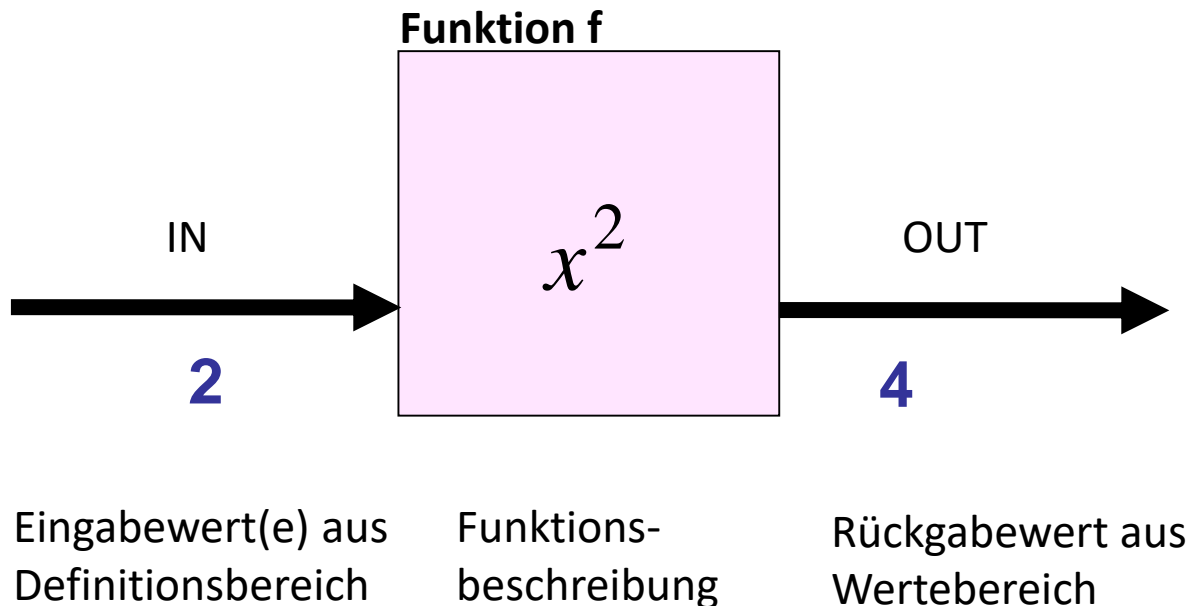 Funktion f
IN
x²
OUT
2
4
Eingabewert(e) aus
Definitionsbereich
Funktions-
beschreibung
Rückgabewert aus
Wertebereich